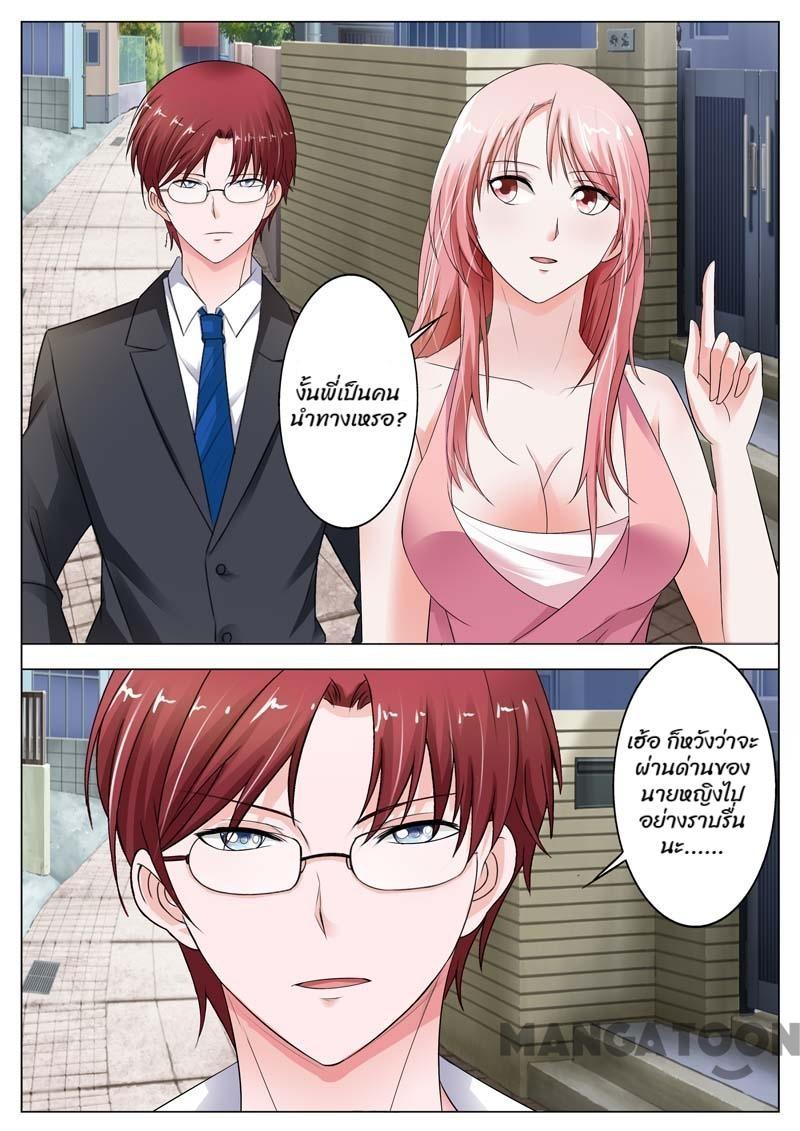 งั้นพี่เป็นคน
นำทางเหรอ?
เฮ้อ ก็หวังว่าจะ
ผ่านด่านของ
นายหญิงไป
อย่างราบรื่น
นะ......
MANGATOON